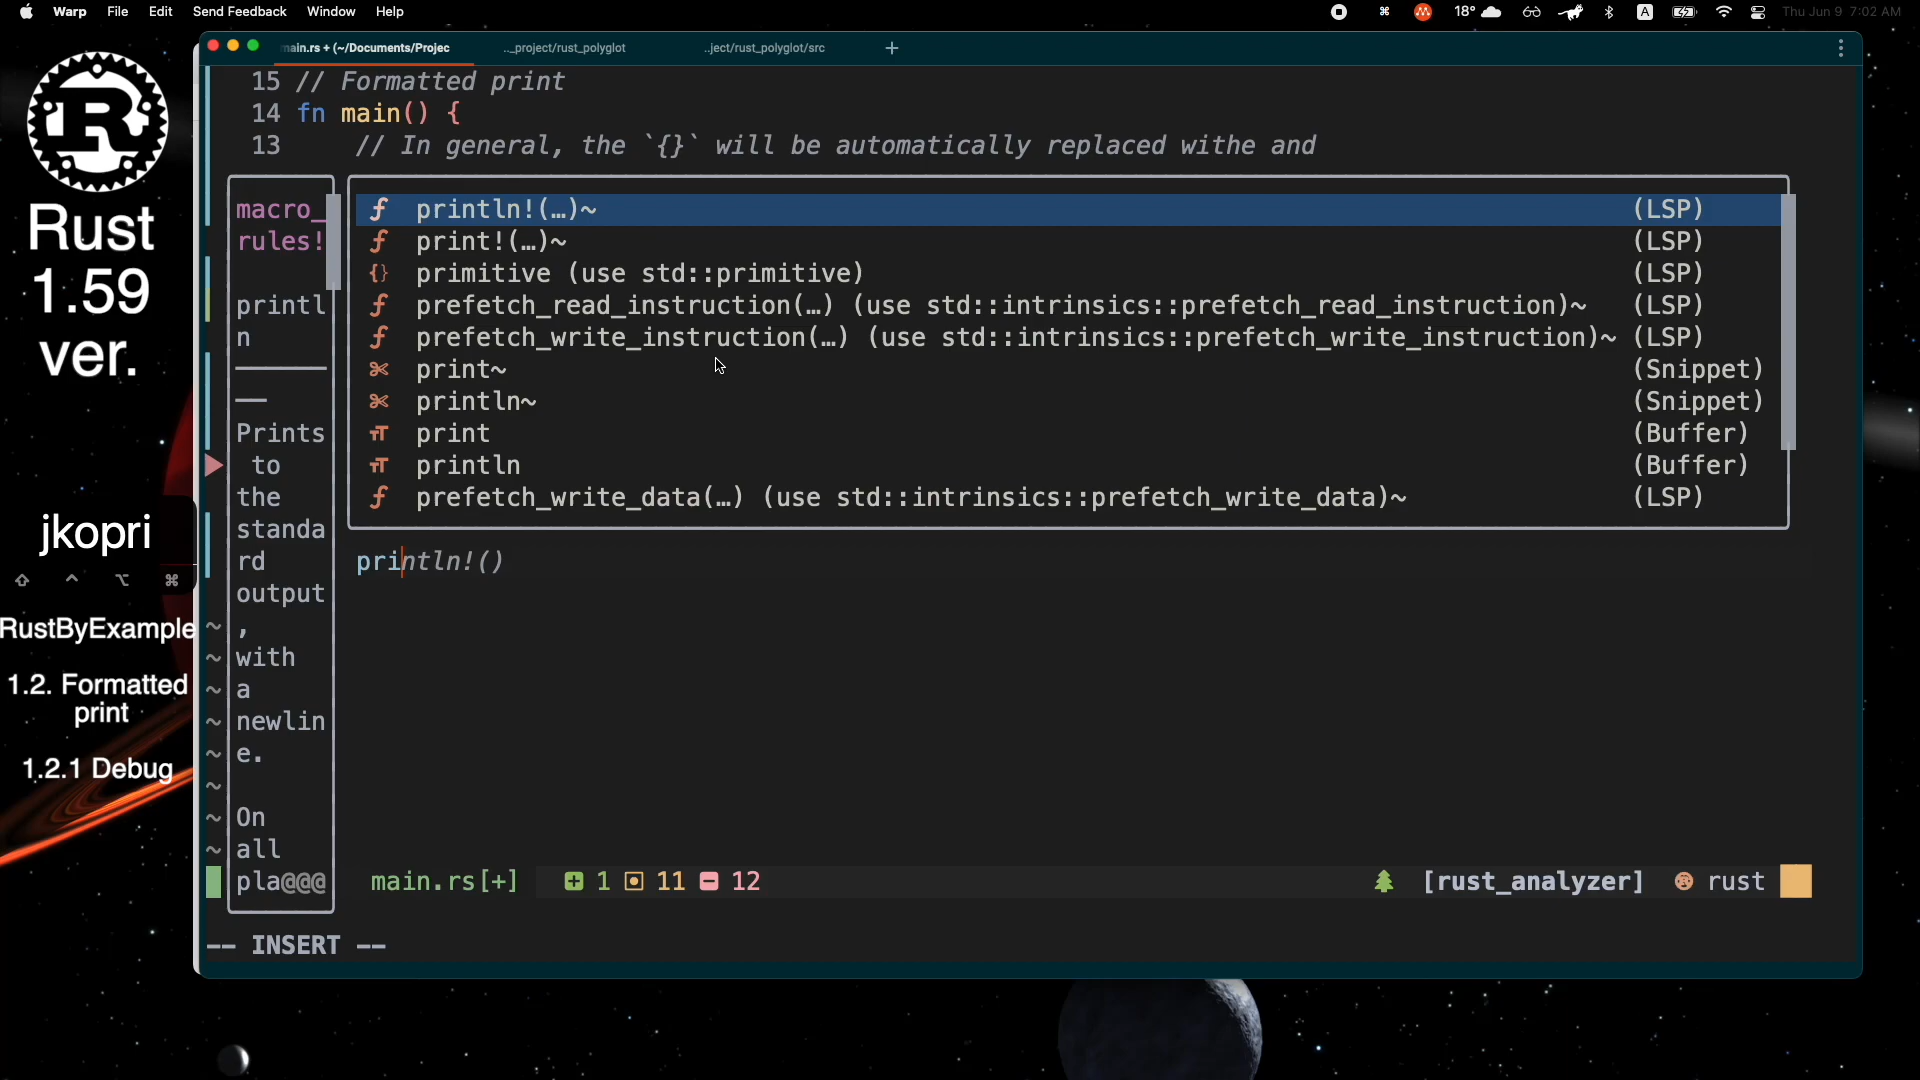 Warp File Edit Send Feedback Window Help
18° A Thu Jun 9 7:02 AM
main.rs + (~/Documents/Projec
.._project/rust_polyglot
..ject/rust_polyglot/src
+
R
Rust
1.59
ver.
jkopri
⇧ ^ ⌥ ⌘
RustByExample
1.2. Formatted
print
1.2.1 Debug
15 // Formatted print
14 fn main() {
13 // In general, the `{}` will be automatically replaced withe and
macro_
rules!
printl
n
Prints
to
the
standa
rd
output
,
with
a
newlin
e.
On
all
pla@@@
println!(…)~ (LSP)
print!(…)~ (LSP)
{} primitive (use std::primitive) (LSP)
prefetch_read_instruction(…) (use std::intrinsics::prefetch_read_instruction)~ (LSP)
prefetch_write_instruction(…) (use std::intrinsics::prefetch_write_instruction)~ (LSP)
print~ (Snippet)
println~ (Snippet)
print (Buffer)
println (Buffer)
prefetch_write_data(…) (use std::intrinsics::prefetch_write_data)~ (LSP)
println!()
~
~
~
~
~
~
~
~
main.rs[+] 1 11 12 [rust_analyzer] rust
-- INSERT --